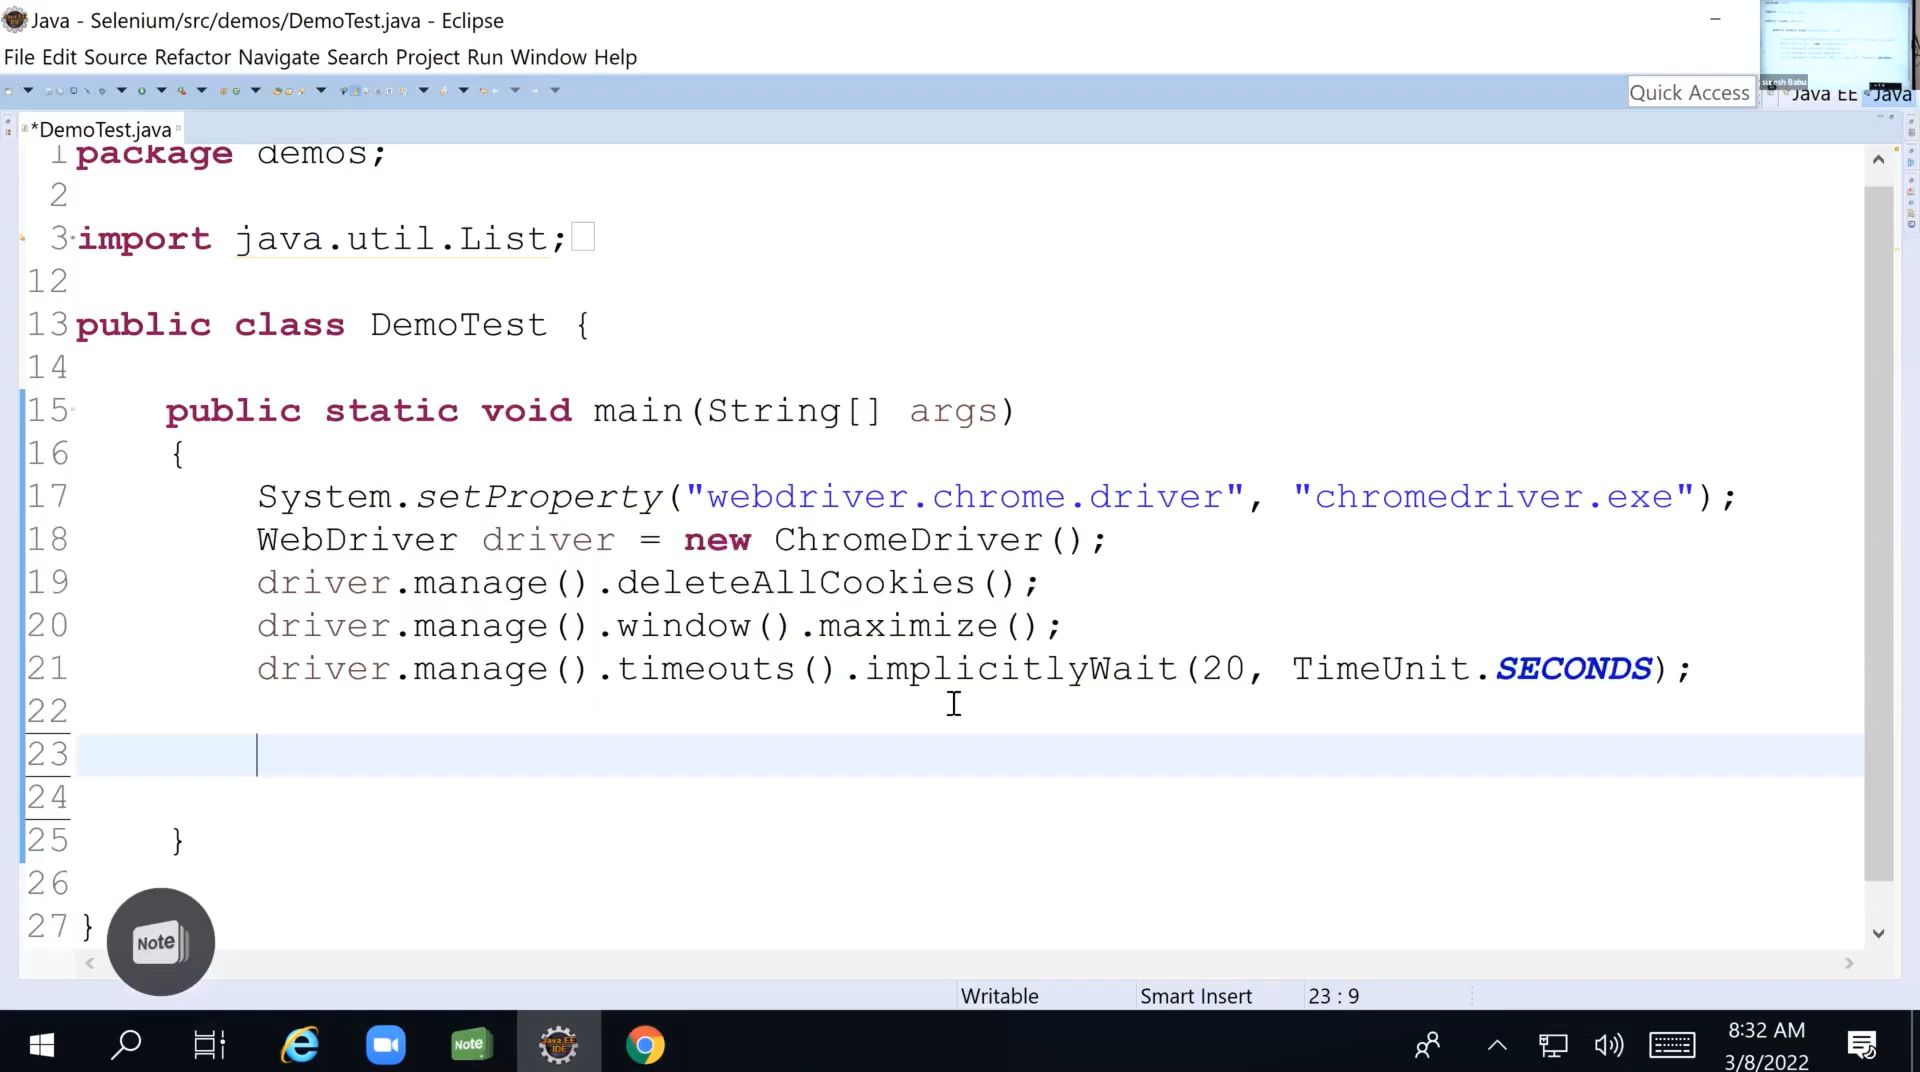 Java - Selenium/src/demos/DemoTest.java - Eclipse
File Edit Source Refactor Navigate Search Project Run Window Help
Quick Access
suresh Babu
Java EE
Java
*DemoTest.java
1 package demos;
2
3 import java.util.List;
12
13 public class DemoTest {
14
15 public static void main(String[] args)
16 {
17 System.setProperty("webdriver.chrome.driver", "chromedriver.exe");
18 WebDriver driver = new ChromeDriver();
19 driver.manage().deleteAllCookies();
20 driver.manage().window().maximize();
21 driver.manage().timeouts().implicitlyWait(20, TimeUnit.SECONDS);
22
23
24
25 }
26
27 }
Note
Writable
Smart Insert
23 : 9
Note
Java EE
IDE
8:32 AM
3/8/2022